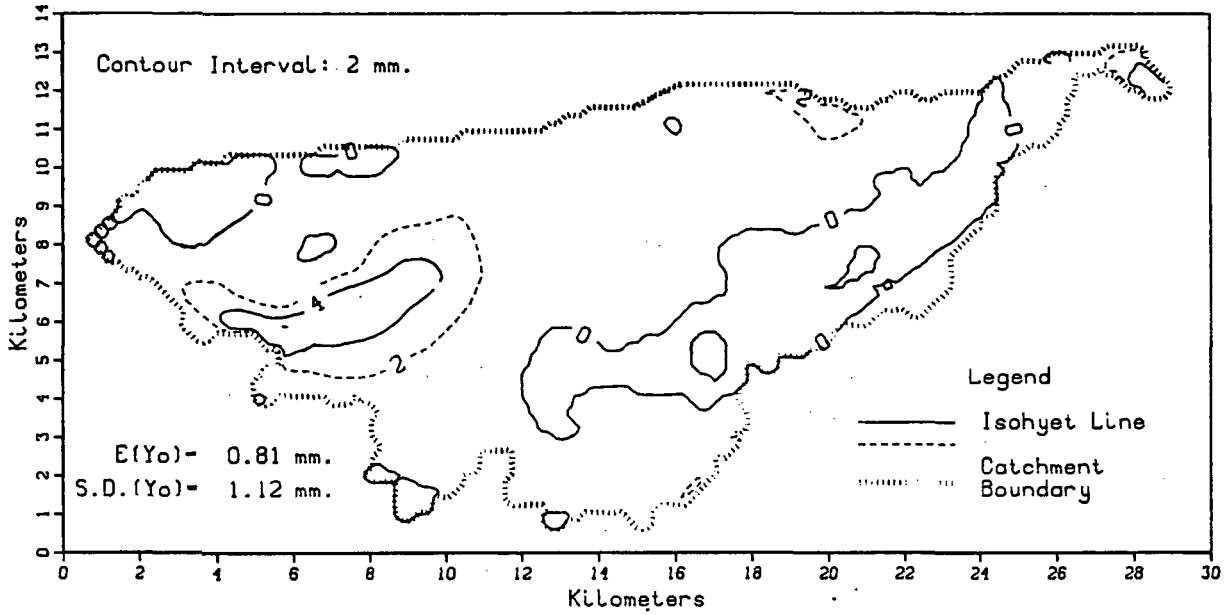 Contour Interval: 2 mm.
E(Yo)- 0.81 mm.
S.D.(Yo)- 1.12 mm.
Legend
Isohyet Line
Catchment
Boundary
Kilometers
Kilometers
0 1 2 3 4 5 6 7 8 9 10 11 12 13 14
0 2 4 6 8 10 12 14 16 18 20 22 24 26 28 30
0
2
0
0
0
4
0
2
0